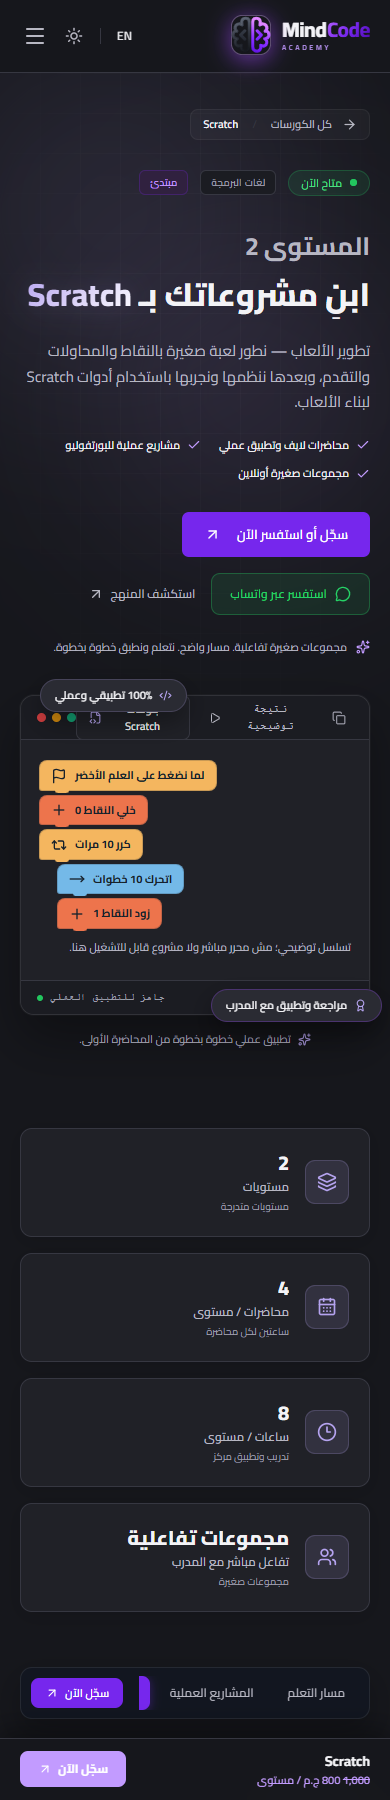 MindCode
ACADEMY
EN
كل الكورسات / Scratch
متاح الآن
لغات البرمجة
مبتدئ
المستوى 2
ابنِ مشروعاتك بـ Scratch
تطوير الألعاب — نطور لعبة صغيرة بالنقاط والمحاولات
والتقدم، وبعدها ننظمها ونجربها باستخدام أدوات Scratch
لبناء الألعاب.
محاضرات لايف وتطبيق عملي
مشاريع عملية للبورتفوليو
مجموعات صغيرة أونلاين
سجّل أو استفسر الآن
استفسر عبر واتساب
استكشف المنهج
مجموعات صغيرة تفاعلية. مسار واضح. نتعلم ونطبق خطوة بخطوة.
100% تطبيقي وعملي
نتيجة
توضيحية
Scratch
لما نضغط على العلم الأخضر
خلي النقاط 0
كرر 10 مرات
اتحرك 10 خطوات
زود النقاط 1
تسلسل توضيحي؛ مش محرر مباشر ولا مشروع قابل للتشغيل هنا.
جاهز للتطبيق العملي
مراجعة وتطبيق مع المدرب
تطبيق عملي خطوة بخطوة من المحاضرة الأولى.
2
مستويات
مستويات متدرجة
4
محاضرات / مستوى
ساعتين لكل محاضرة
8
ساعات / مستوى
تدريب وتطبيق مركز
مجموعات تفاعلية
تفاعل مباشر مع المدرب
مجموعات صغيرة
مسار التعلم
المشاريع العملية
سجّل الآن
Scratch
1,000 800 ج.م / مستوى
سجّل الآن